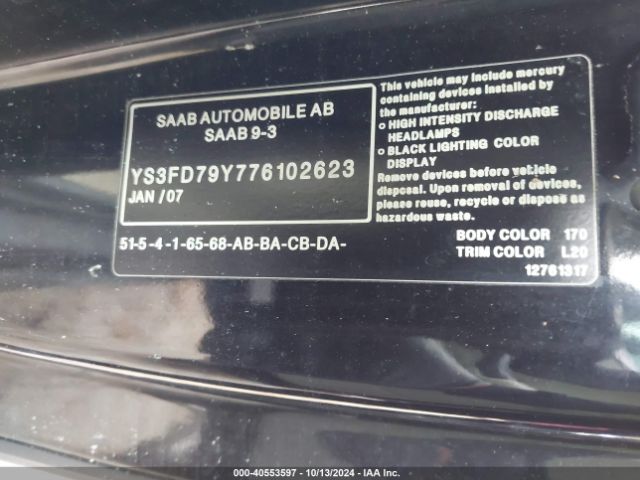 SAAB AUTOMOBILE AB
SAAB 9-3
YS3FD79Y776102623
JAN /07
51-5 -4 -1-65-68-AB-BA-CB-DA-
This vehicle may include mercury
containing devices installed by
the manufacturer:
o HIGH INTENSITY DISCHARGE
HEADLAMPS
o BLACK LIGHTING COLOR
DISPLAY
Remove devices before vehicle
disposal. Upon removal of devices,
please reuse, recycle or dispose as
hazardous waste.
BODY COLOR 170
TRIM COLOR L20
12761317
000-40553597 - 10/13/2024 - IAA Inc.